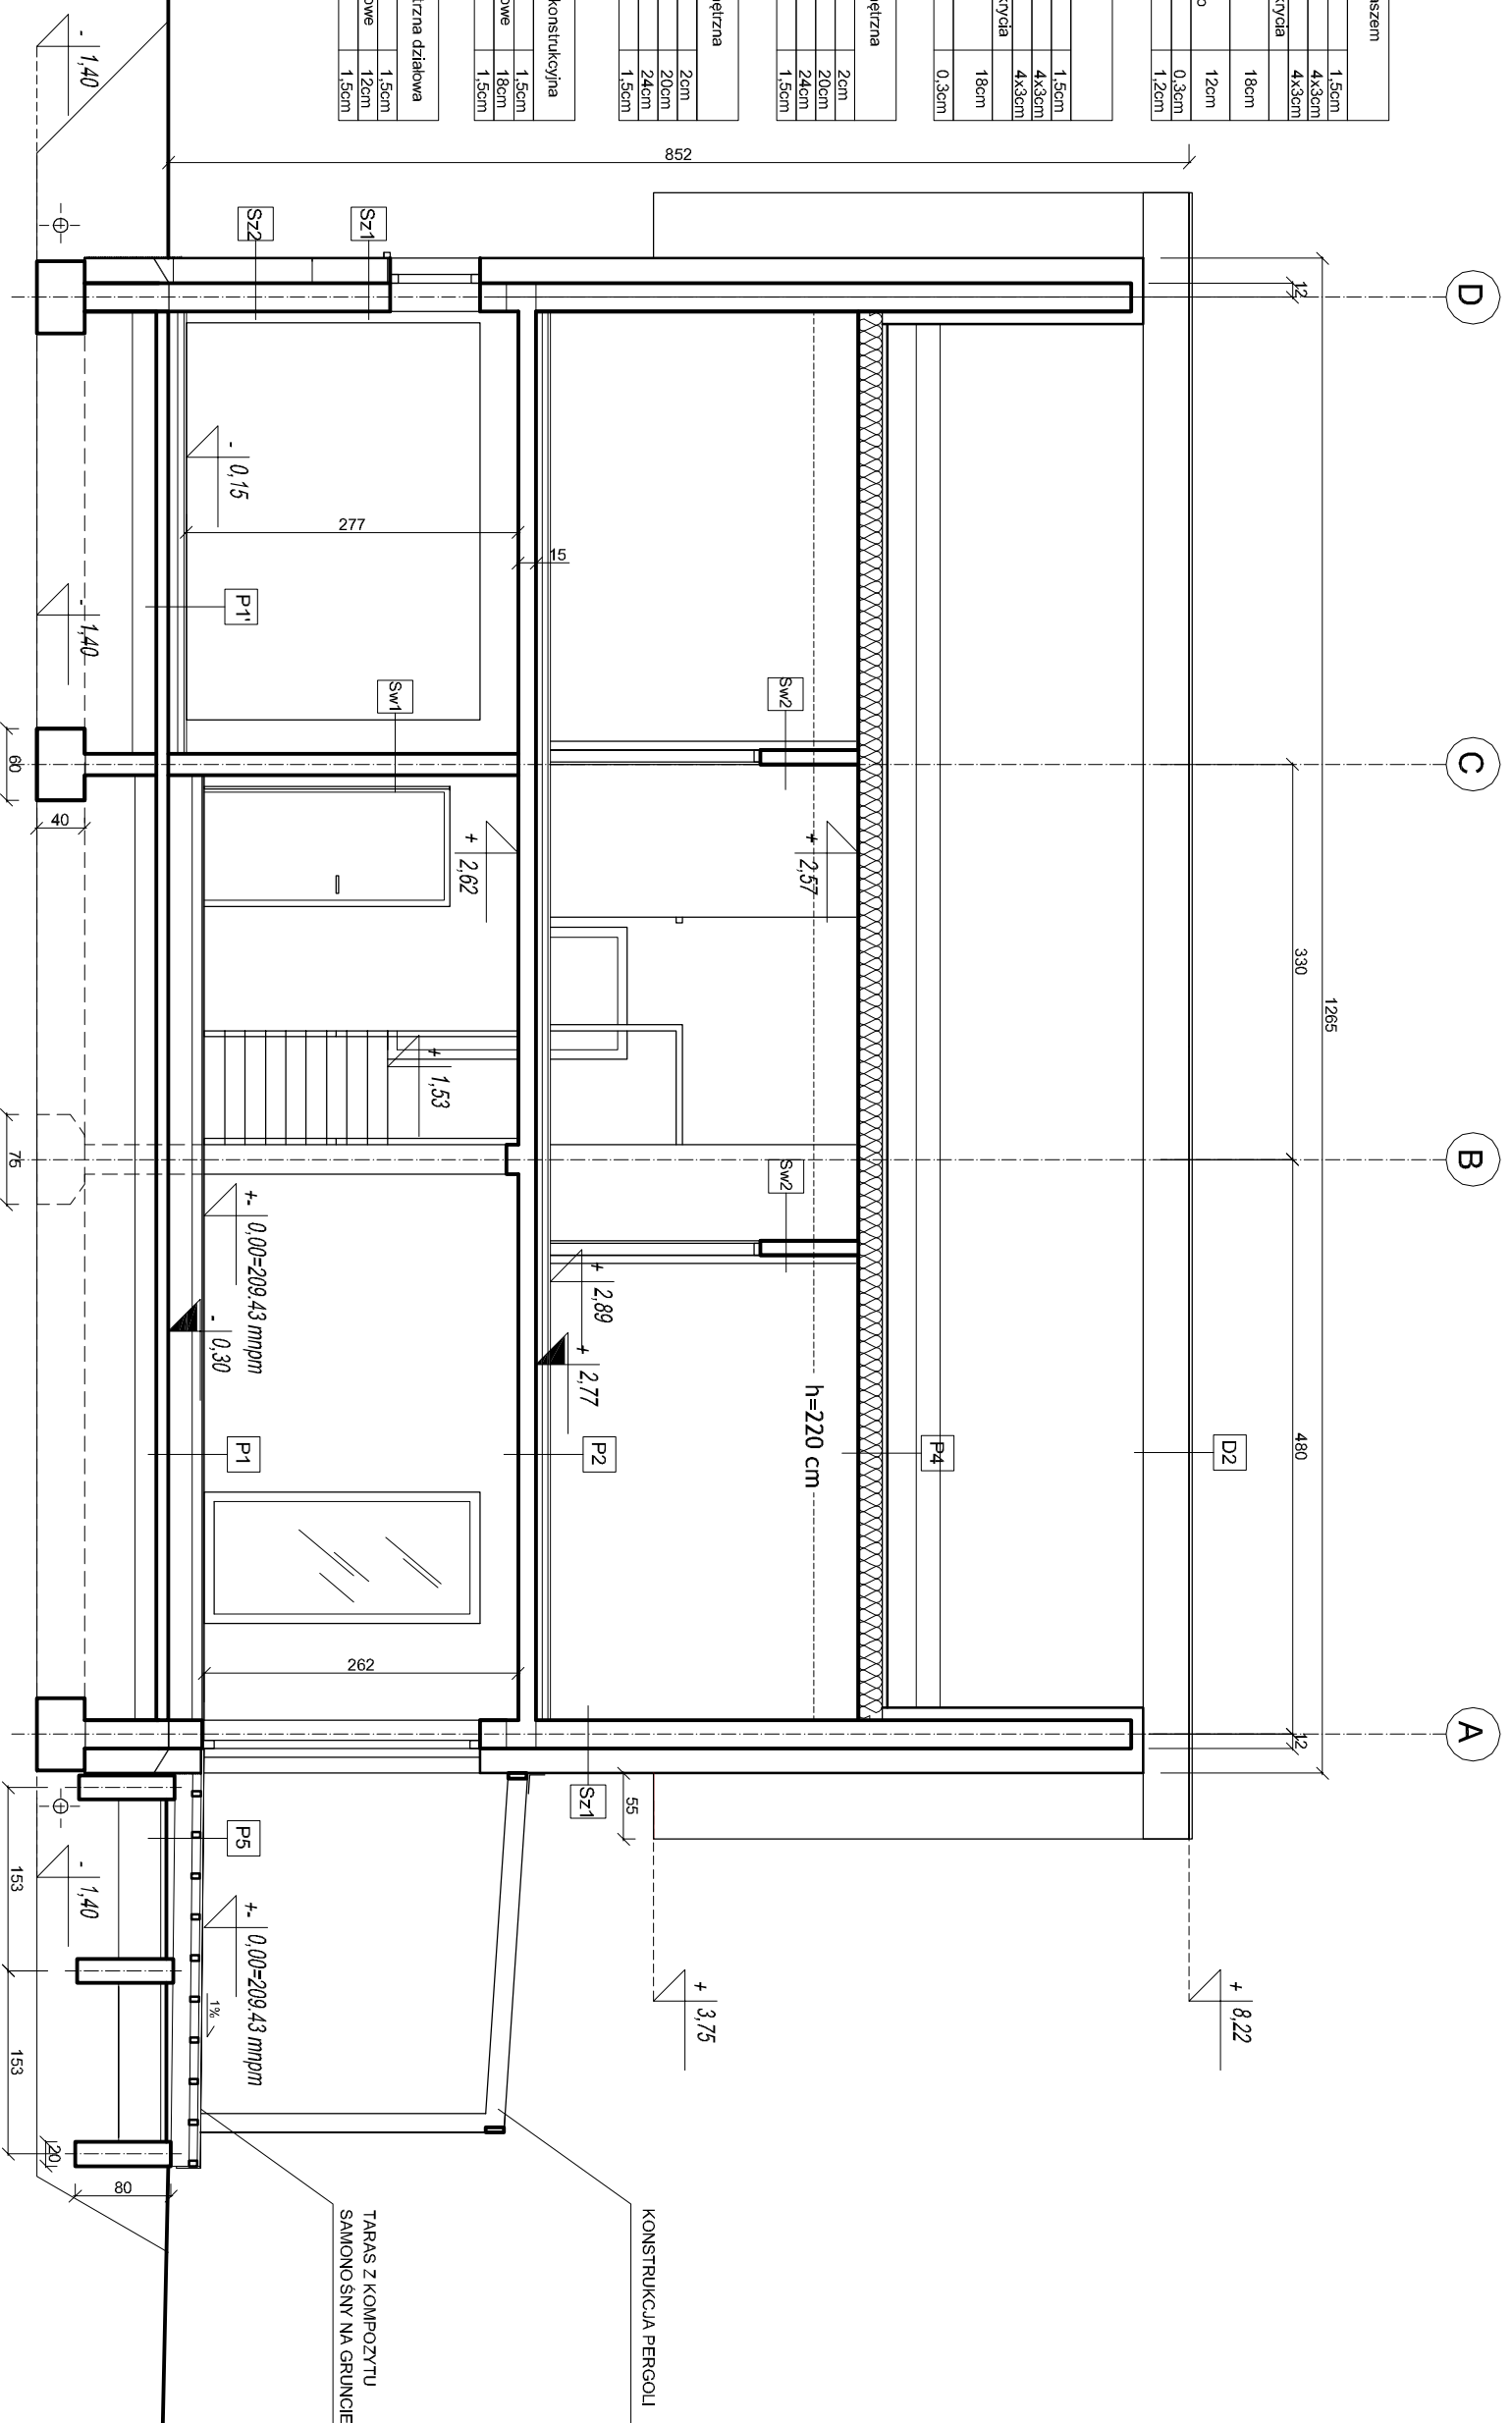 aszem
1,5cm
4x3cm
4x3cm
krycia
18cm
12cm
o
0,3cm
1,2cm
1,5cm
4x3cm
4x3cm
krycia
18cm
0,3cm
ętrzna
2cm
20cm
24cm
1,5cm
nętrzna
2cm
20cm
24cm
1,5cm
konstrukcyjna
1,5cm
owe 18cm
1,5cm
trzna działowa
1,5cm
owe 12cm
1,5cm
D
C
B
A
1265
12
330
480
12
852
D2
+ 8,22
P4
h=220 cm
+ 2,57
Sw2
Sw2
+ 3,75
55
KONSTRUKCJA PERGOLI
Sz1
P2
+ 2,89
+ 2,77
15
+ 2,62
Sz1
Sz2
Sw1
277
262
+ 1,53
- 0,15
P1'
+- 0,00=209.43 mnpm
- 0,30
P1
P5
+- 0,00=209.43 mnpm
1%
TARAS Z KOMPOZYTU
SAMONOŚNY NA GRUNCIE
- 1,40
- 1,40
- 1,40
40
60
75
153
153
20
80